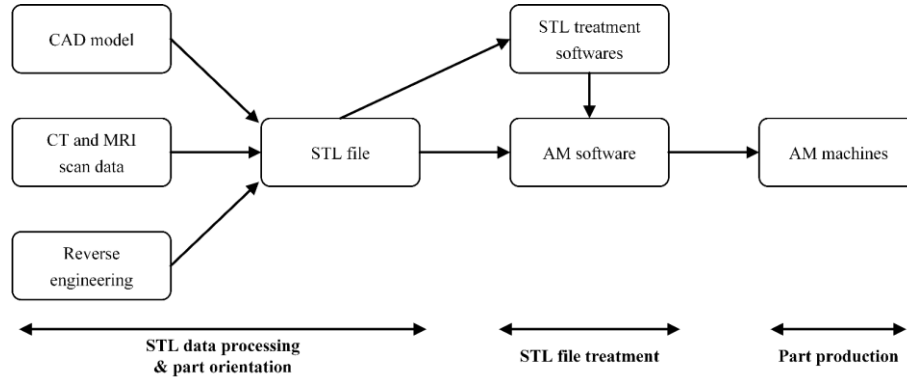 CAD model
CT and MRI
scan data
Reverse
engineering
STL file
STL treatment
softwares
AM software
AM machines
STL data processing
& part orientation
STL file treatment
Part production